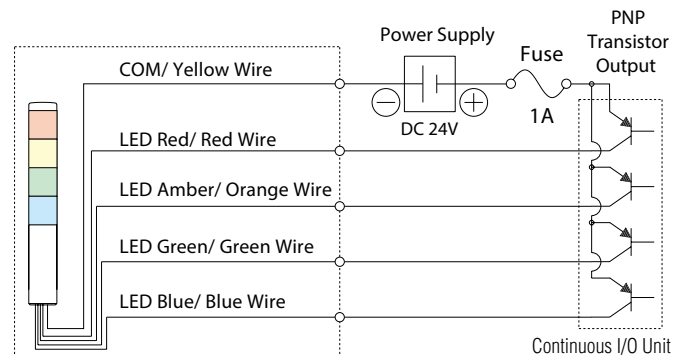 PNP
Transistor
Output
Power Supply
Fuse
COM/ Yellow Wire
− +
DC 24V
1A
LED Red/ Red Wire
LED Amber/ Orange Wire
LED Green/ Green Wire
LED Blue/ Blue Wire
Continuous I/O Unit